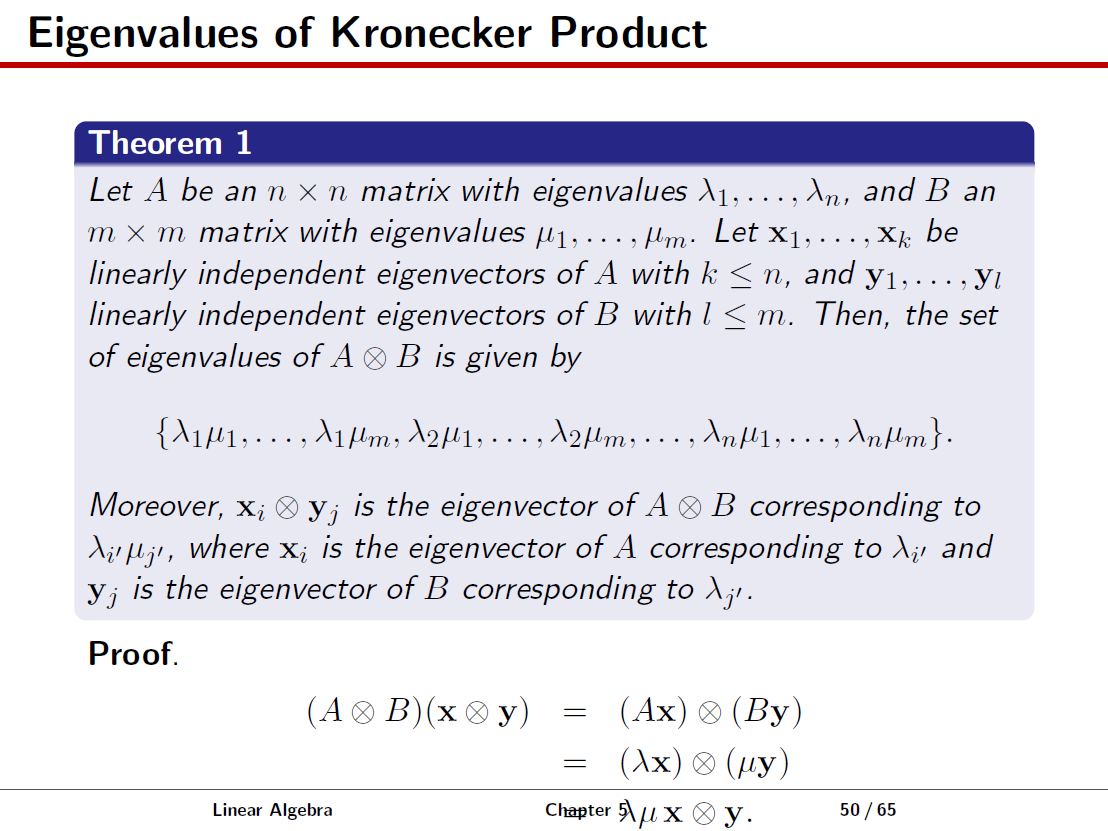 Eigenvalues of Kronecker Product
Theorem 1
Let A be an n × n matrix with eigenvalues λ₁, . . . , λₙ, and B an
m × m matrix with eigenvalues μ₁, . . . , μₘ. Let x₁, . . . , xₖ be
linearly independent eigenvectors of A with k ≤ n, and y₁, . . . , yₗ
linearly independent eigenvectors of B with l ≤ m. Then, the set
of eigenvalues of A ⊗ B is given by
{λ₁μ₁, . . . , λ₁μₘ, λ₂μ₁, . . . , λ₂μₘ, . . . , λₙμ₁, . . . , λₙμₘ}.
Moreover, xᵢ ⊗ yⱼ is the eigenvector of A ⊗ B corresponding to
λᵢ′μⱼ′, where xᵢ is the eigenvector of A corresponding to λᵢ′ and
yⱼ is the eigenvector of B corresponding to λⱼ′.
Proof.
(A ⊗ B)(x ⊗ y) = (Ax) ⊗ (By)
= (λx) ⊗ (μy)
= λμ x ⊗ y.
Linear Algebra Chapter 5 50 / 65